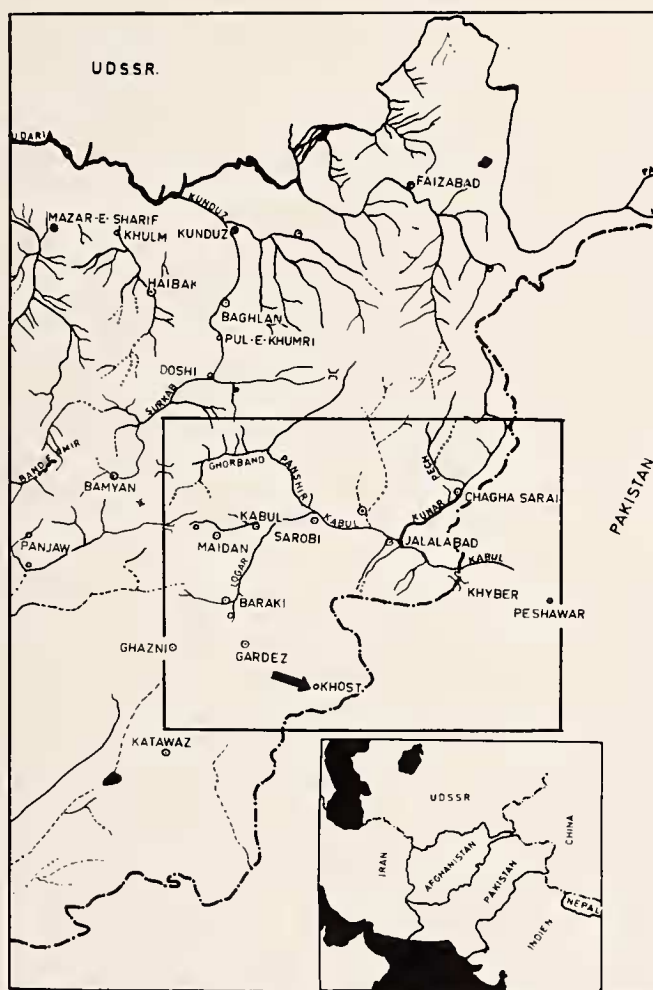 UDSSR.
UDARIA
FAIZABAD
KUNDUZ
MAZAR-E-SHARIF
KHULM
KUNDUZ
HAIBAK
BAGHLAN
PUL-E-KHUMRI
DOSHI
SURKAB
BAND-E-AMIR
GHORBAND
PANSHIR
PECH
BAMYAN
CHAGHA SARAI
KUNAR
PAKISTAN
KABUL
KABUL
PANJAW
MAIDAN
SAROBI
JALALABAD
LOGAR
KABUL
KHYBER
BARAKI
PESHAWAR
GHAZNI
GARDEZ
KHOST
KATAWAZ
UDSSR
CHINA
IRAN
AFGHANISTAN
PAKISTAN
NEPAL
INDIEN